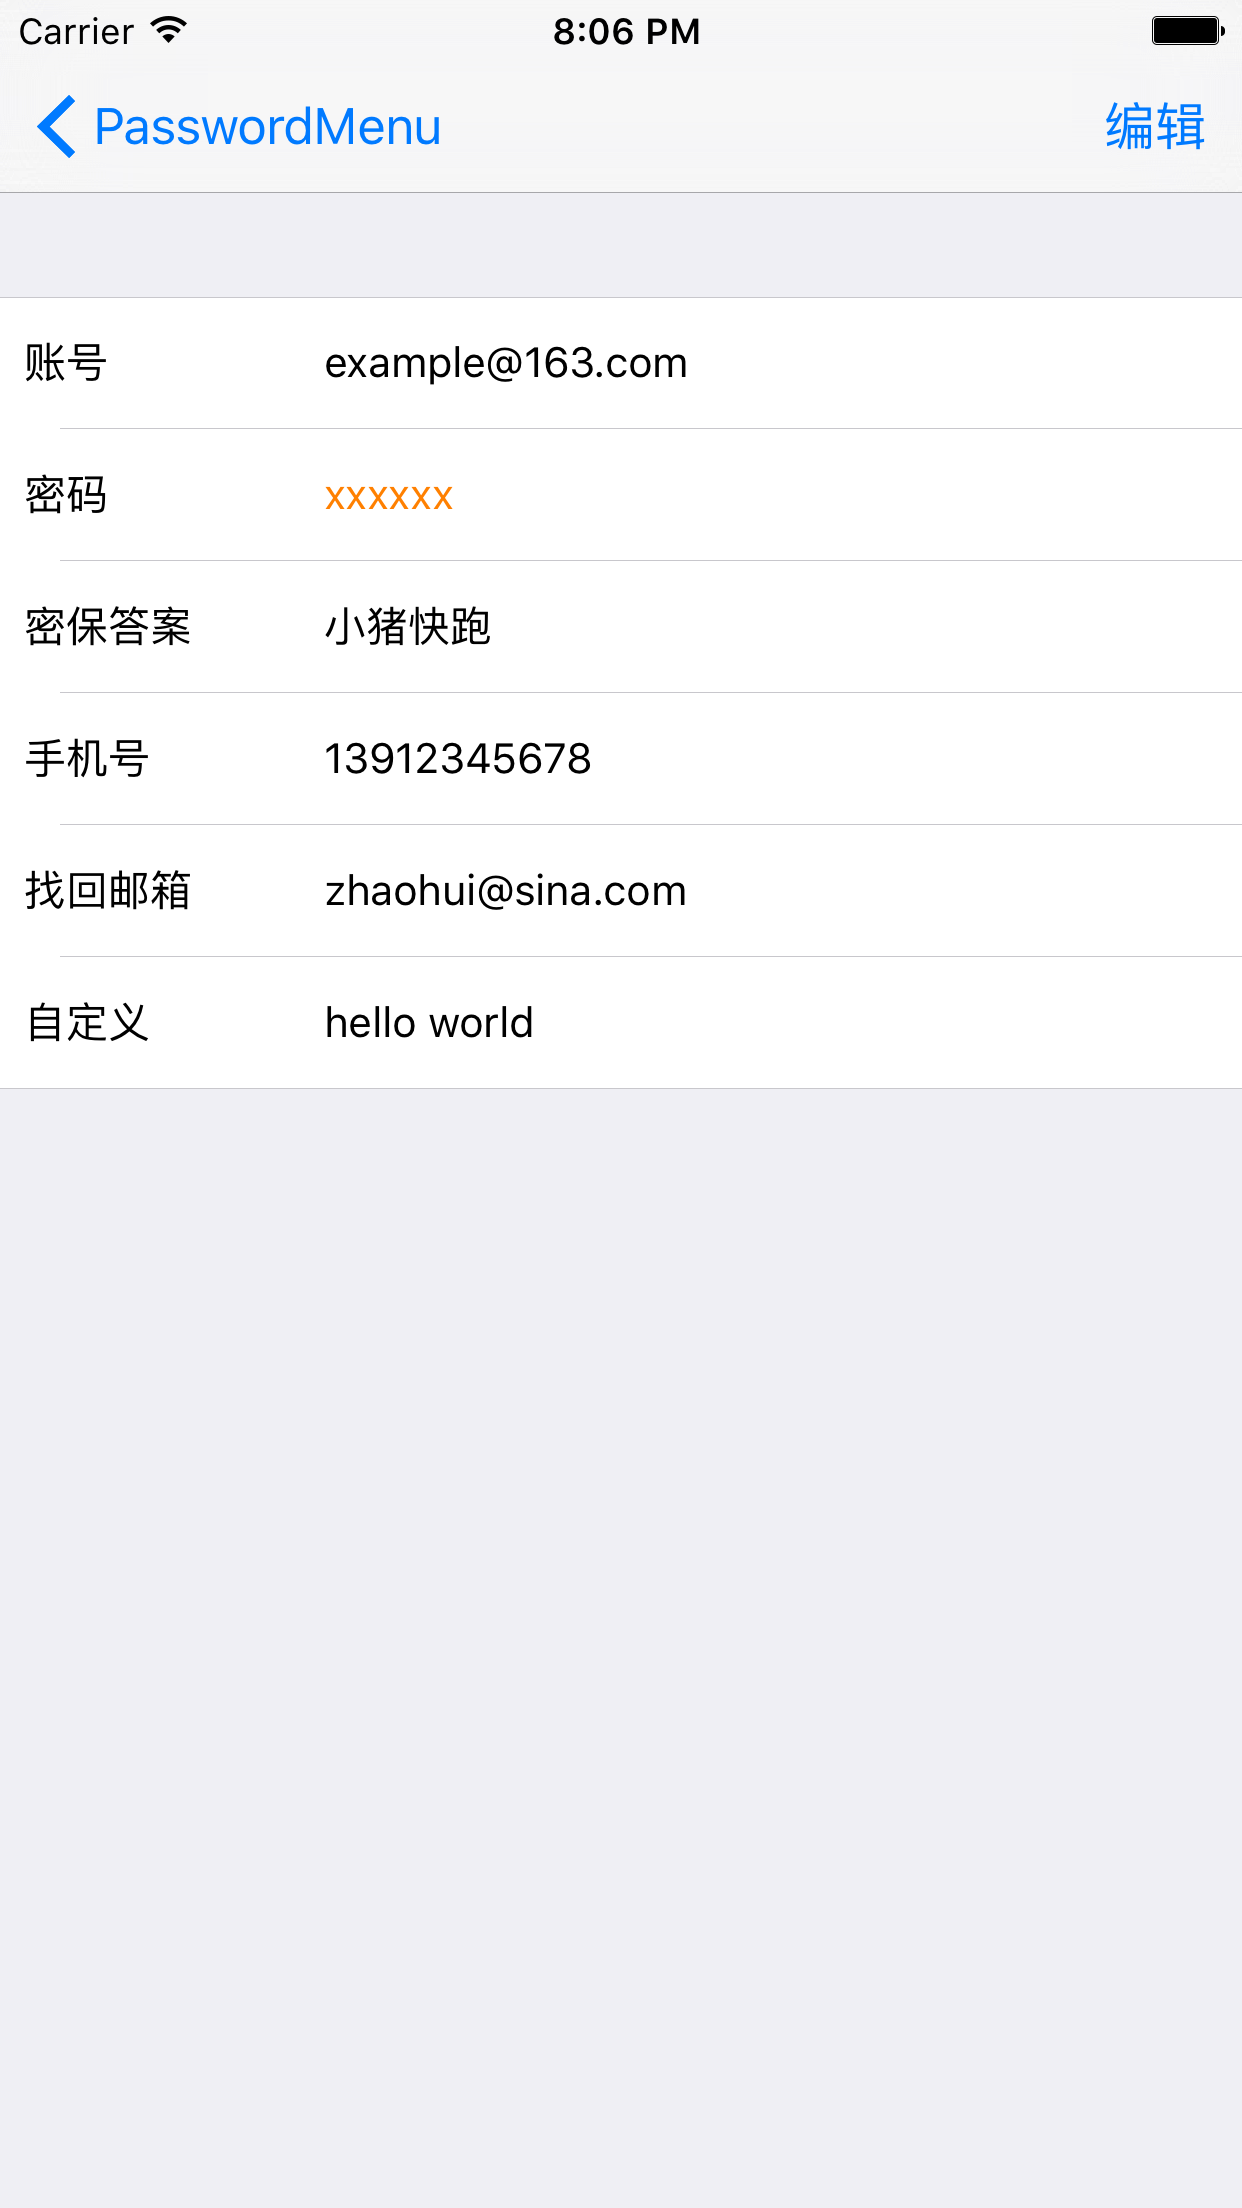 Carrier 8:06 PM
PasswordMenu 编辑
账号 example@163.com
密码 xxxxxx
密保答案 小猪快跑
手机号 13912345678
找回邮箱 zhaohui@sina.com
自定义 hello world